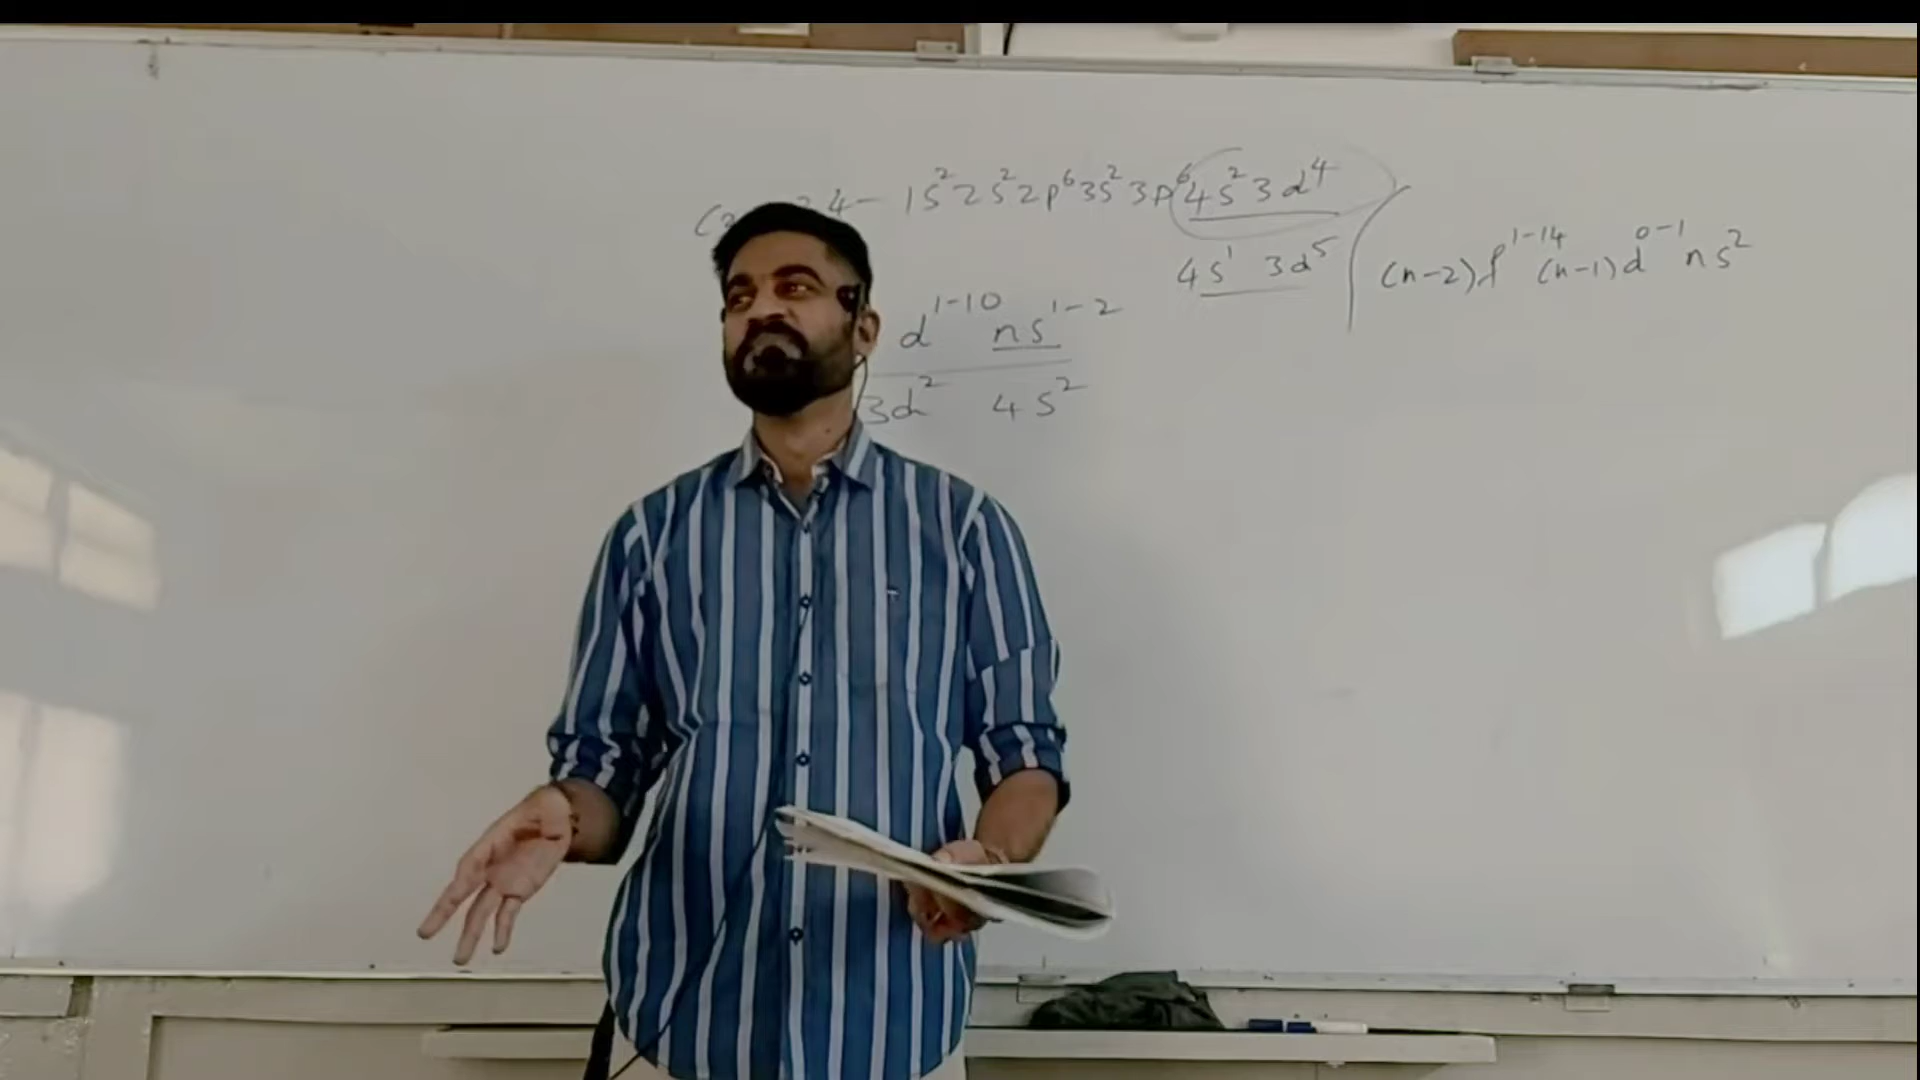 4 - 1s² 2s² 2p⁶ 3s² 3p⁶ 4s² 3d⁴
4s¹ 3d⁵
(n-2)f¹⁻¹⁴ (n-1)d⁰⁻¹ ns²
d¹⁻¹⁰ ns¹⁻²
3d² 4s²